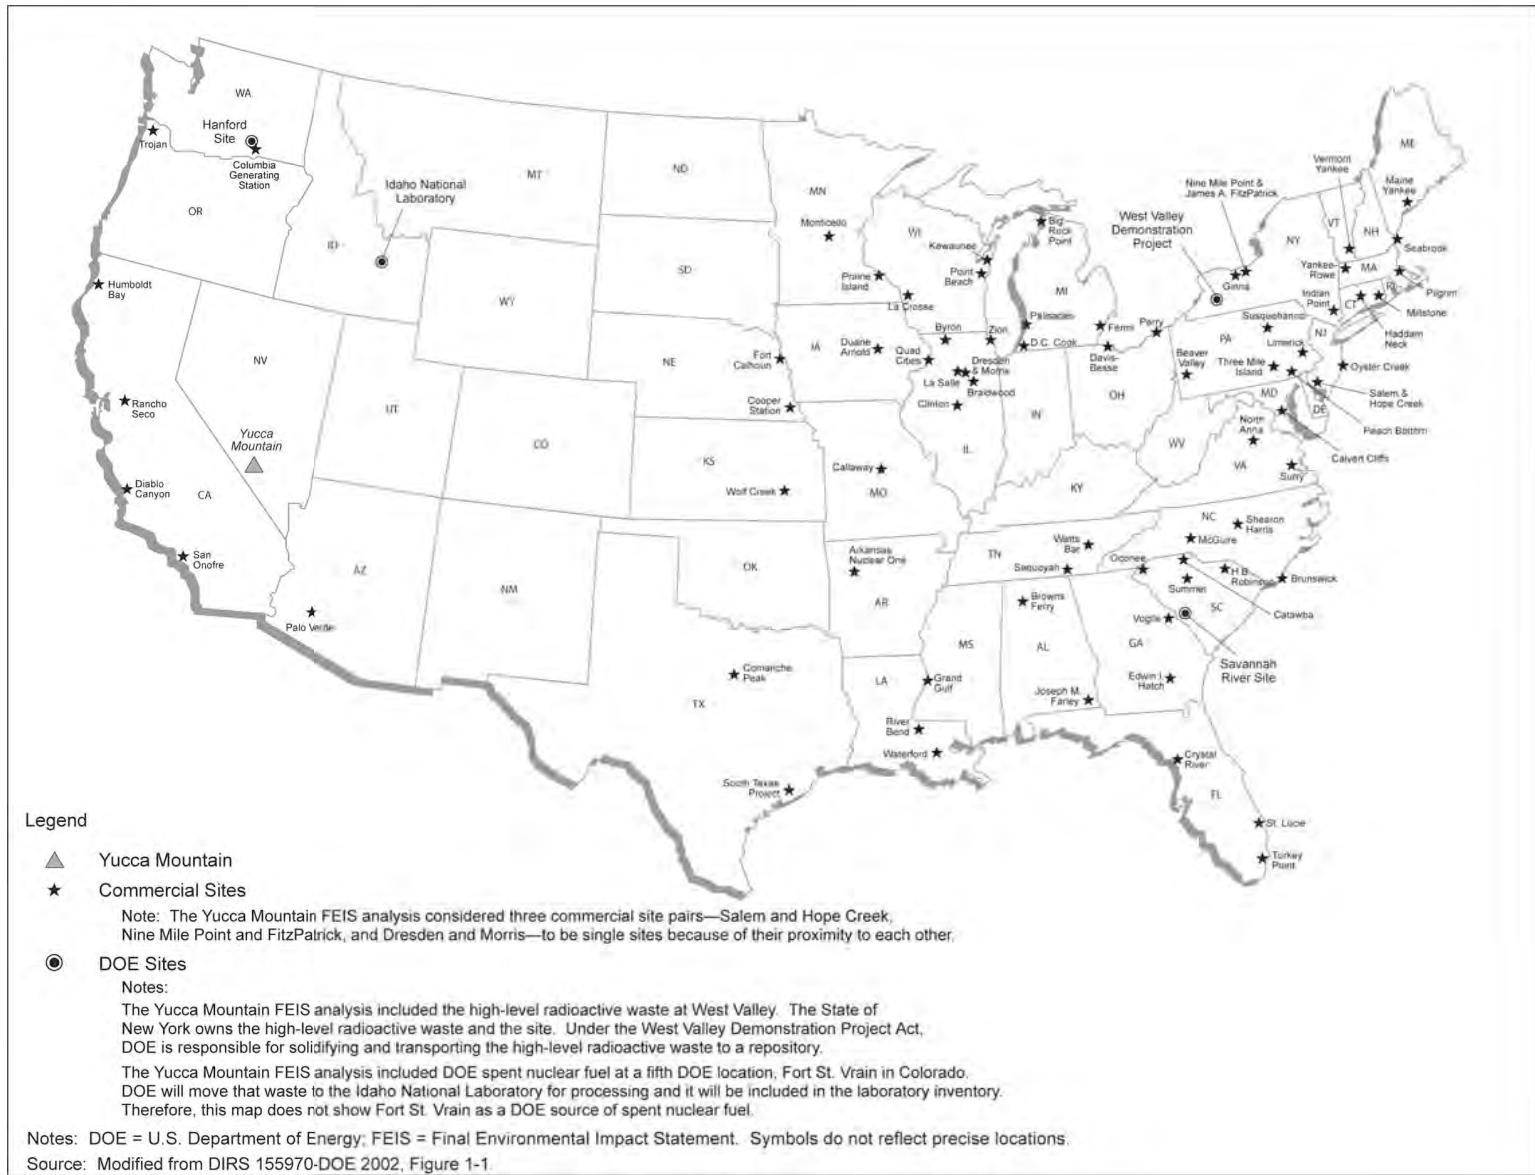 WA
Hanford
Site
Trojan
Columbia
Generating
Station
OR
Idaho National
Laboratory
ID
MT
ND
MN
Monticello
SD
WY
Humboldt
Bay
NV
Rancho
Seco
Yucca
Mountain
Diablo
Canyon
CA
San
Onofre
UT
CO
AZ
Palo Verde
NM
NE
Fort
Calhoun
Cooper
Station
KS
Wolf Creek
OK
TX
Comanche
Peak
South Texas
Project
WI
Kewaunee
Point
Beach
Prairie
Island
La Crosse
Big
Rock
Point
MI
Palisades
D.C. Cook
Fermi
Davis-
Besse
Perry
IA
Duane
Arnold
Quad
Cities
Byron
Zion
Dresden
& Morris
La Salle
Braidwood
Clinton
IL
IN
OH
Callaway
MO
KY
WV
Arkansas
Nuclear One
AR
TN
Watts
Bar
Sequoyah
MS
AL
Browns
Ferry
Joseph M.
Farley
LA
Grand
Gulf
River
Bend
Waterford
GA
Vogtle
Edwin I.
Hatch
Oconee
NC
McGuire
Shearon
Harris
H.B.
Robinson
Brunswick
Summer
SC
Catawba
Savannah
River Site
Crystal
River
FL
St. Lucie
Turkey
Point
West Valley
Demonstration
Project
Nine Mile Point &
James A. FitzPatrick
Ginna
NY
Vermont
Yankee
VT
NH
ME
Maine
Yankee
Seabrook
Yankee-
Rowe
MA
Pilgrim
RI
CT
Millstone
Haddam
Neck
Indian
Point
Susquehanna
PA
Limerick
NJ
Beaver
Valley
Three Mile
Island
Oyster Creek
Salem &
Hope Creek
Peach Bottom
MD
DE
Calvert Cliffs
North
Anna
VA
Surry
Legend
Yucca Mountain
Commercial Sites
Note: The Yucca Mountain FEIS analysis considered three commercial site pairs—Salem and Hope Creek,
Nine Mile Point and FitzPatrick, and Dresden and Morris—to be single sites because of their proximity to each other.
DOE Sites
Notes:
The Yucca Mountain FEIS analysis included the high-level radioactive waste at West Valley. The State of
New York owns the high-level radioactive waste and the site. Under the West Valley Demonstration Project Act,
DOE is responsible for solidifying and transporting the high-level radioactive waste to a repository.
The Yucca Mountain FEIS analysis included DOE spent nuclear fuel at a fifth DOE location, Fort St. Vrain in Colorado.
DOE will move that waste to the Idaho National Laboratory for processing and it will be included in the laboratory inventory.
Therefore, this map does not show Fort St. Vrain as a DOE source of spent nuclear fuel.
Notes: DOE = U.S. Department of Energy; FEIS = Final Environmental Impact Statement. Symbols do not reflect precise locations.
Source: Modified from DIRS 155970-DOE 2002, Figure 1-1.